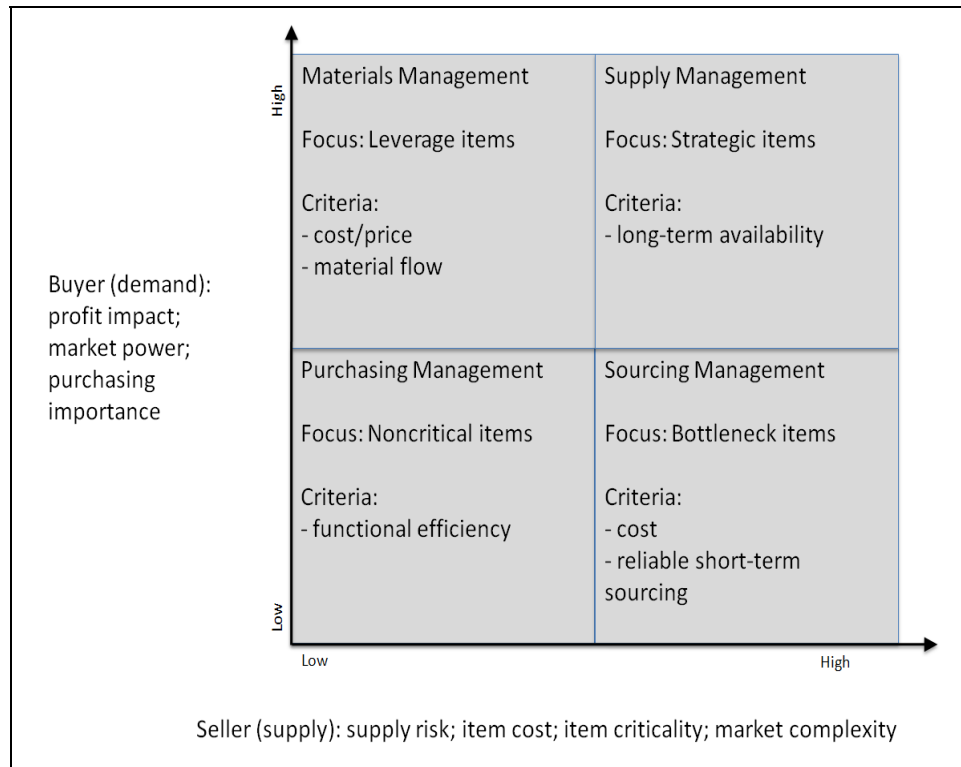 High
Materials Management
Focus: Leverage items
Criteria:
- cost/price
- material flow
Supply Management
Focus: Strategic items
Criteria:
- long-term availability
Buyer (demand):
profit impact;
market power;
purchasing
importance
Purchasing Management
Focus: Noncritical items
Criteria:
- functional efficiency
Sourcing Management
Focus: Bottleneck items
Criteria:
- cost
- reliable short-term
sourcing
Low
Low
High
Seller (supply): supply risk; item cost; item criticality; market complexity